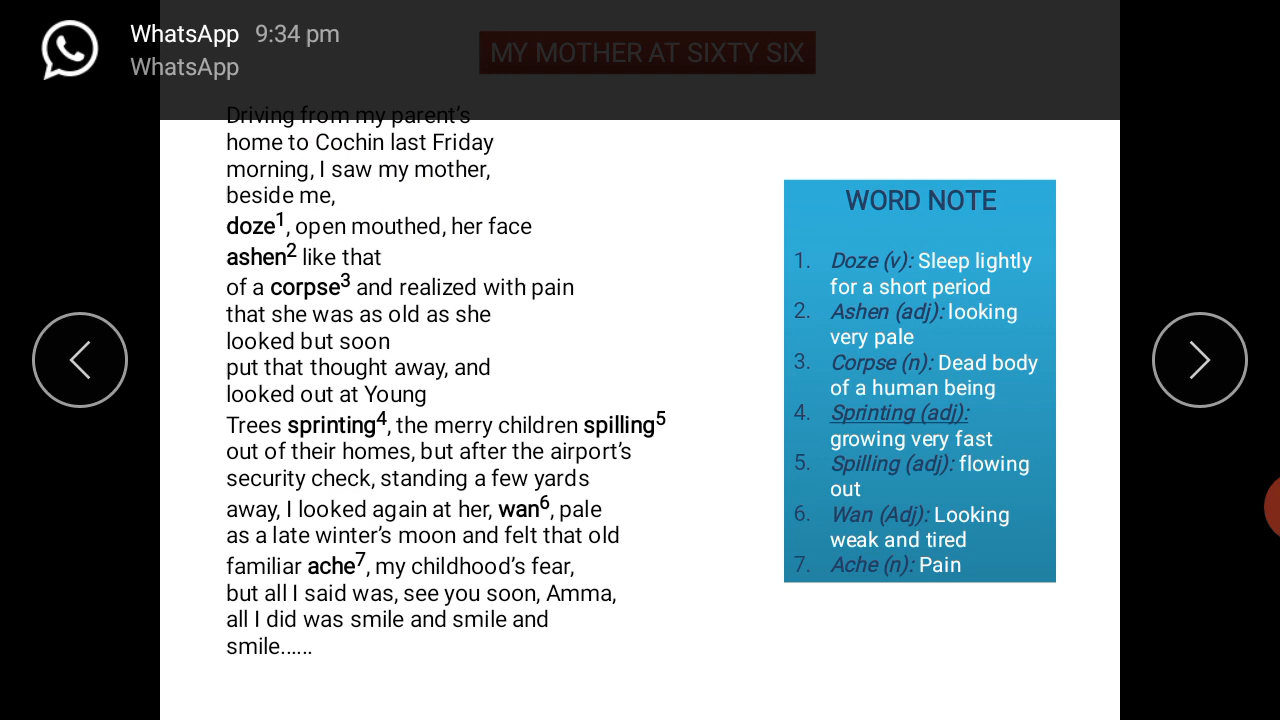 WhatsApp 9:34 pm
WhatsApp
MY MOTHER AT SIXTY SIX
Driving from my parent's
home to Cochin last Friday
morning, I saw my mother,
beside me,
doze1, open mouthed, her face
ashen2 like that
of a corpse3 and realized with pain
that she was as old as she
looked but soon
put that thought away, and
looked out at Young
Trees sprinting4, the merry children spilling5
out of their homes, but after the airport's
security check, standing a few yards
away, I looked again at her, wan6, pale
as a late winter's moon and felt that old
familiar ache7, my childhood's fear,
but all I said was, see you soon, Amma,
all I did was smile and smile and
smile......
WORD NOTE
1. Doze (v): Sleep lightly
for a short period
2. Ashen (adj): looking
very pale
3. Corpse (n): Dead body
of a human being
4. Sprinting (adj):
growing very fast
5. Spilling (adj): flowing
out
6. Wan (Adj): Looking
weak and tired
7. Ache (n): Pain